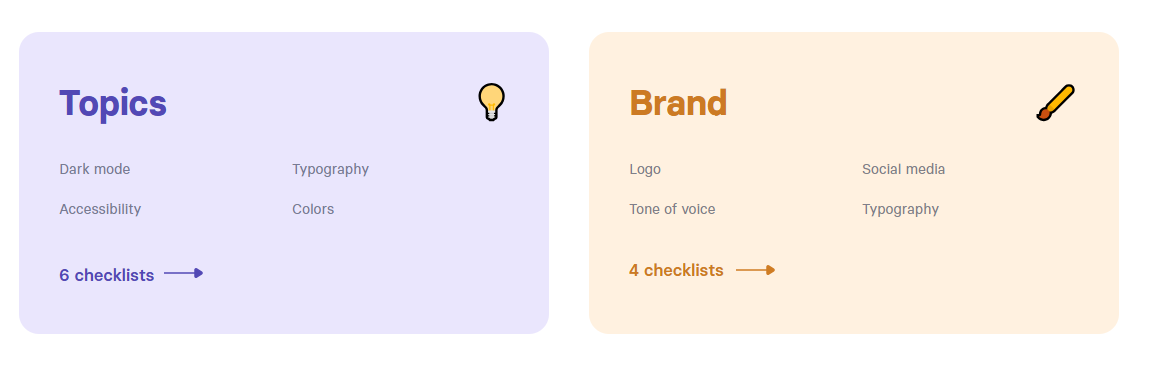 Topics
Dark mode
Typography
Accessibility
Colors
6 checklists
Brand
Logo
Social media
Tone of voice
Typography
4 checklists